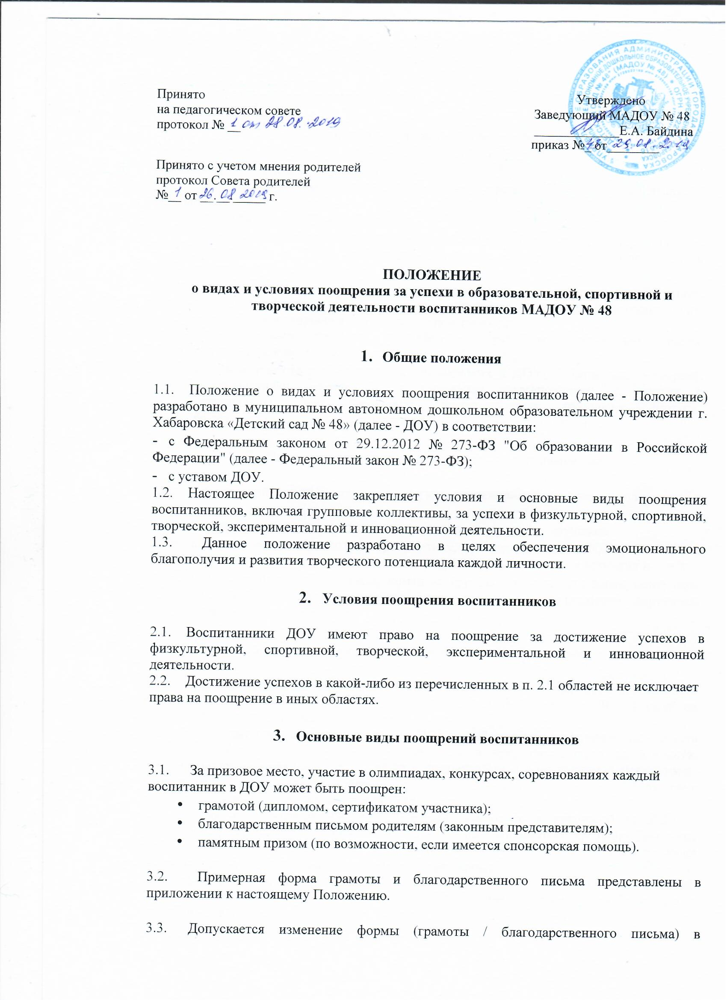 Принято
на педагогическом совете
протокол № 1 от 28.08.2019
Утверждено
Заведующий МАДОУ № 48
Е.А. Байдина
приказ № от 29.08.2019
Принято с учетом мнения родителей
протокол Совета родителей
№ 1 от 26.08.2019 г.
ПОЛОЖЕНИЕ
о видах и условиях поощрения за успехи в образовательной, спортивной и
творческой деятельности воспитанников МАДОУ № 48
1. Общие положения
1.1. Положение о видах и условиях поощрения воспитанников (далее - Положение)
разработано в муниципальном автономном дошкольном образовательном учреждении г.
Хабаровска «Детский сад № 48» (далее - ДОУ) в соответствии:
- с Федеральным законом от 29.12.2012 № 273-ФЗ "Об образовании в Российской
Федерации" (далее - Федеральный закон № 273-ФЗ);
- с уставом ДОУ.
1.2. Настоящее Положение закрепляет условия и основные виды поощрения
воспитанников, включая групповые коллективы, за успехи в физкультурной, спортивной,
творческой, экспериментальной и инновационной деятельности.
1.3. Данное положение разработано в целях обеспечения эмоционального
благополучия и развития творческого потенциала каждой личности.
2. Условия поощрения воспитанников
2.1. Воспитанники ДОУ имеют право на поощрение за достижение успехов в
физкультурной, спортивной, творческой, экспериментальной и инновационной
деятельности.
2.2. Достижение успехов в какой-либо из перечисленных в п. 2.1 областей не исключает
права на поощрение в иных областях.
3. Основные виды поощрений воспитанников
3.1. За призовое место, участие в олимпиадах, конкурсах, соревнованиях каждый
воспитанник в ДОУ может быть поощрен:
• грамотой (дипломом, сертификатом участника);
• благодарственным письмом родителям (законным представителям);
• памятным призом (по возможности, если имеется спонсорская помощь).
3.2. Примерная форма грамоты и благодарственного письма представлены в
приложении к настоящему Положению.
3.3. Допускается изменение формы (грамоты / благодарственного письма) в